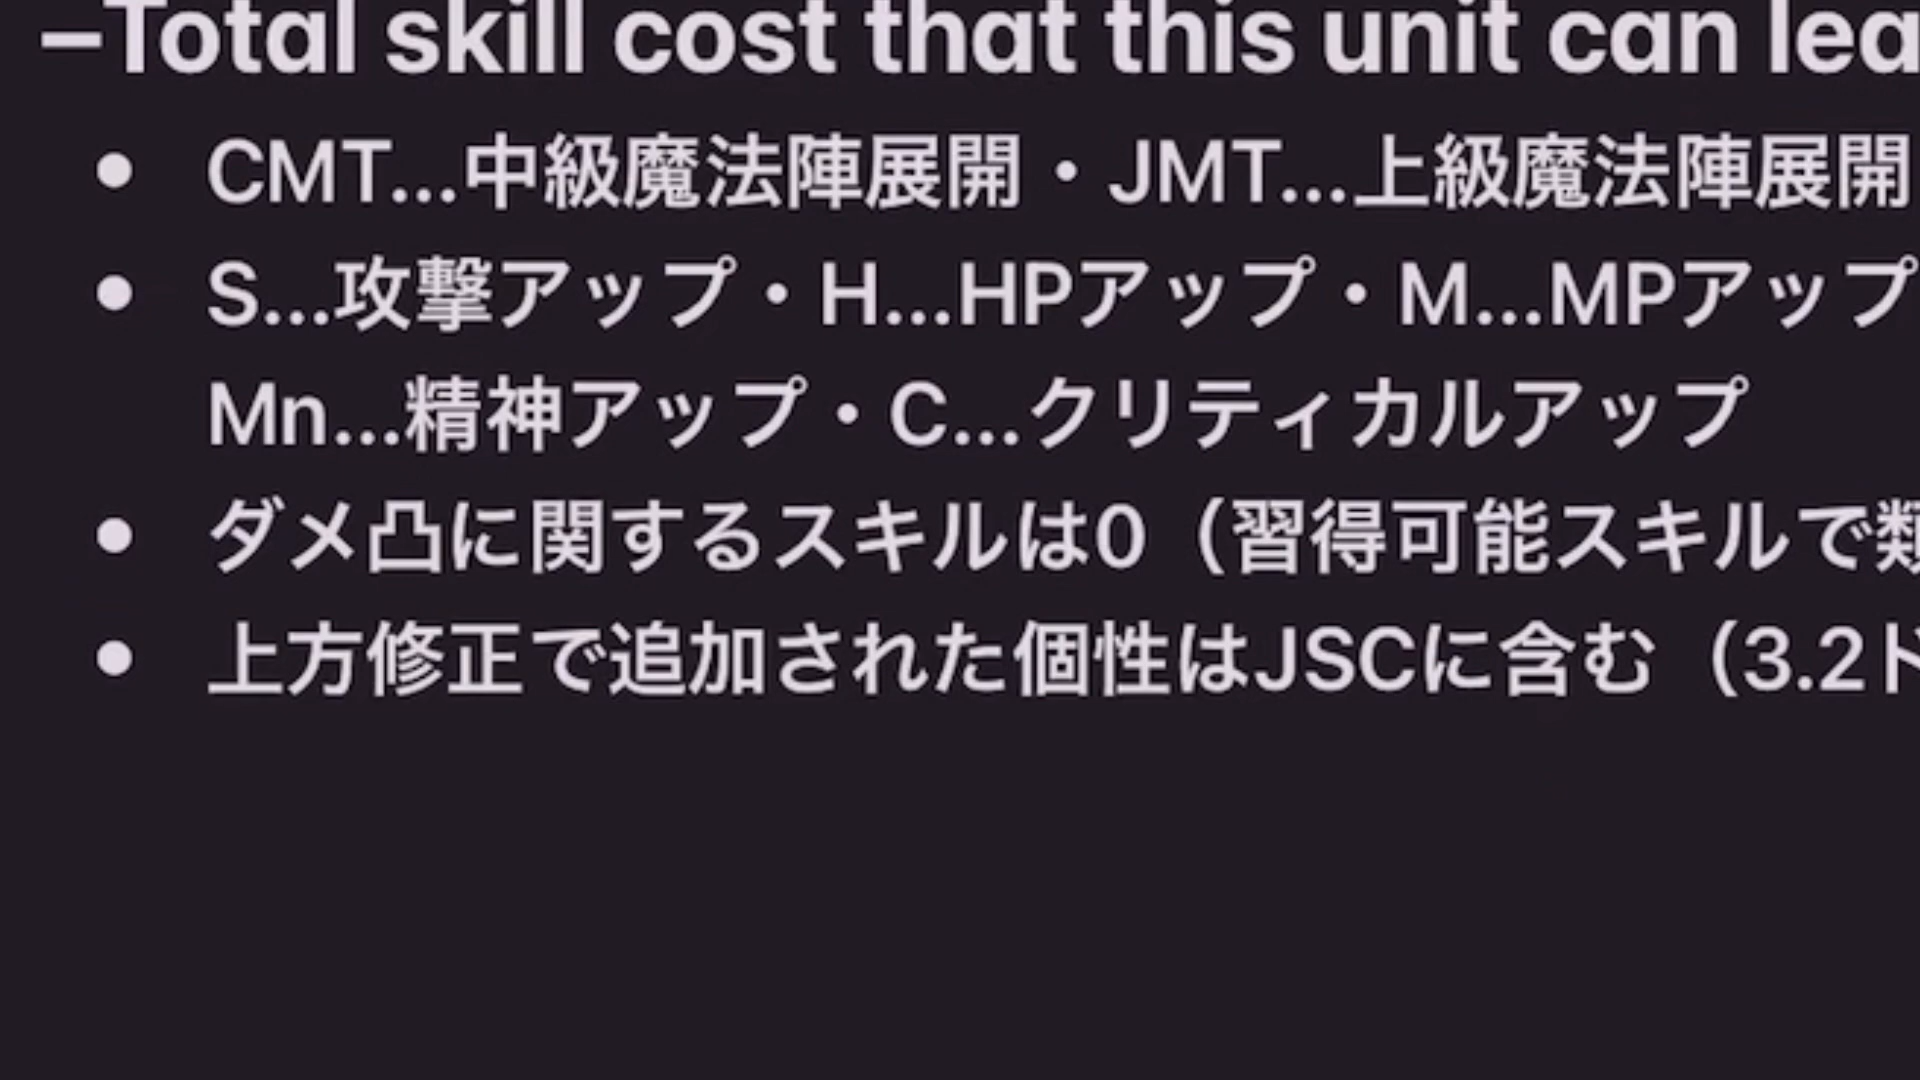 –Total skill cost that this unit can
• CMT…中級魔法陣展開・JMT…上級魔法陣展開
• S…攻撃アップ・H…HPアップ・M…MPアップ
Mn…精神アップ・C…クリティカルアップ
• ダメ凸に関するスキルは0（習得可能スキルで類
• 上方修正で追加された個性はJSCに含む（3.2